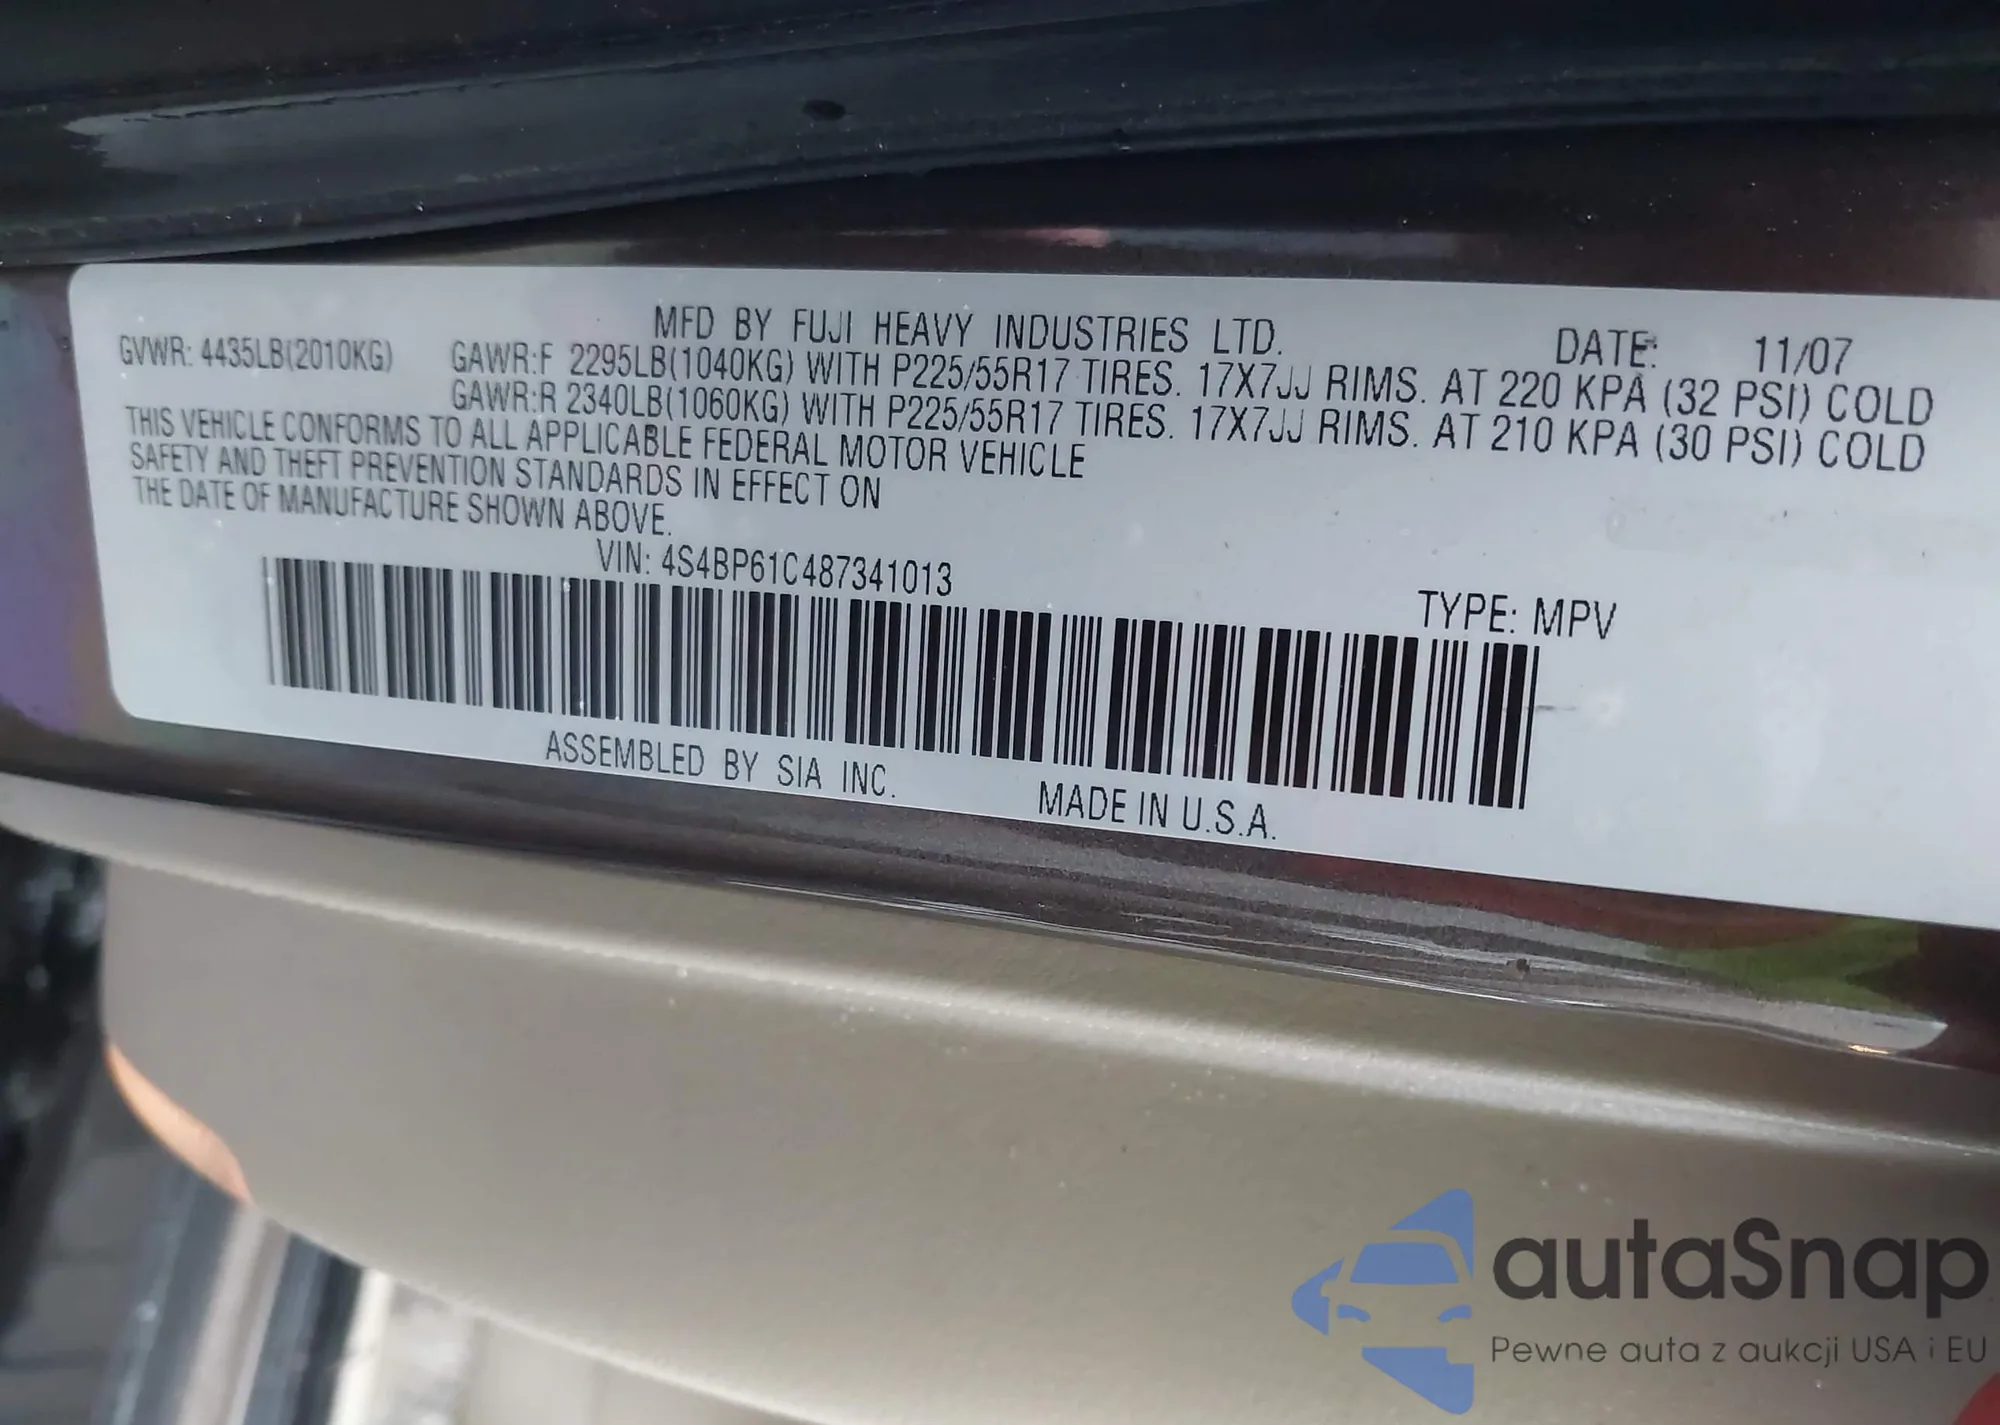 MFD BY FUJI HEAVY INDUSTRIES LTD. DATE: 11/07
GVWR: 4435LB(2010KG) GAWR:F 2295LB(1040KG) WITH P225/55R17 TIRES. 17X7JJ RIMS. AT 220 KPA (32 PSI) COLD
GAWR:R 2340LB(1060KG) WITH P225/55R17 TIRES. 17X7JJ RIMS. AT 210 KPA (30 PSI) COLD
THIS VEHICLE CONFORMS TO ALL APPLICABLE FEDERAL MOTOR VEHICLE
SAFETY AND THEFT PREVENTION STANDARDS IN EFFECT ON
THE DATE OF MANUFACTURE SHOWN ABOVE.
VIN: 4S4BP61C487341013
TYPE: MPV
ASSEMBLED BY SIA INC. MADE IN U.S.A.
autaSnap
Pewne auta z aukcji USA i EU